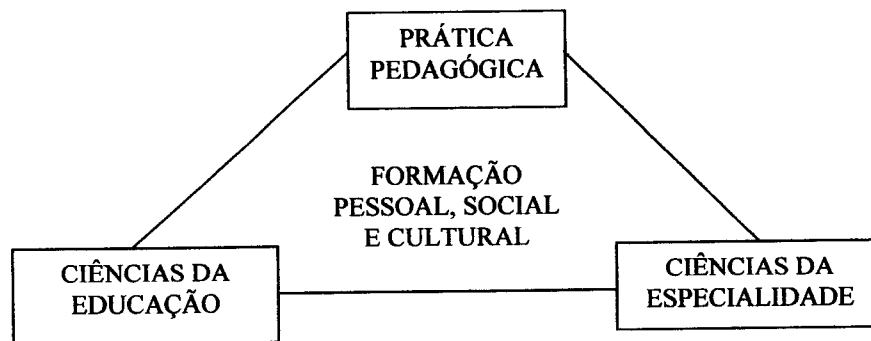 PRÁTICA
PEDAGÓGICA
FORMAÇÃO
PESSOAL, SOCIAL
E CULTURAL
CIÊNCIAS DA
EDUCAÇÃO
CIÊNCIAS DA
ESPECIALIDADE